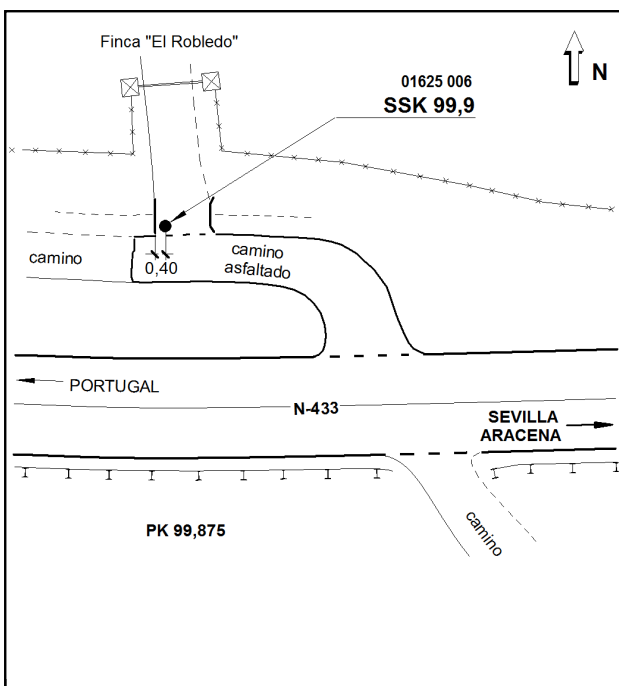 Finca "El Robledo"
N
01625 006
SSK 99,9
camino
camino
asfaltado
0,40
PORTUGAL
N-433
SEVILLA
ARACENA
PK 99,875
camino